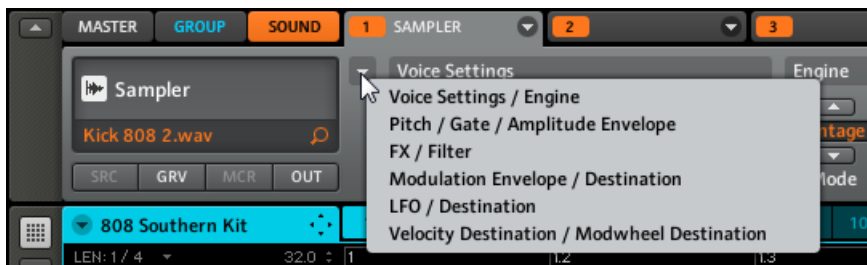 MASTER GROUP SOUND 1 SAMPLER 2 3
Voice Settings Engine
Sampler
Voice Settings / Engine
Pitch / Gate / Amplitude Envelope
Kick 808 2.wav
FX / Filter
SRC GRV MCR OUT
Modulation Envelope / Destination
Mode
LFO / Destination
808 Southern Kit
Velocity Destination / Modwheel Destination
10
LEN: 1 / 4 32.0 1 1.2 1.3